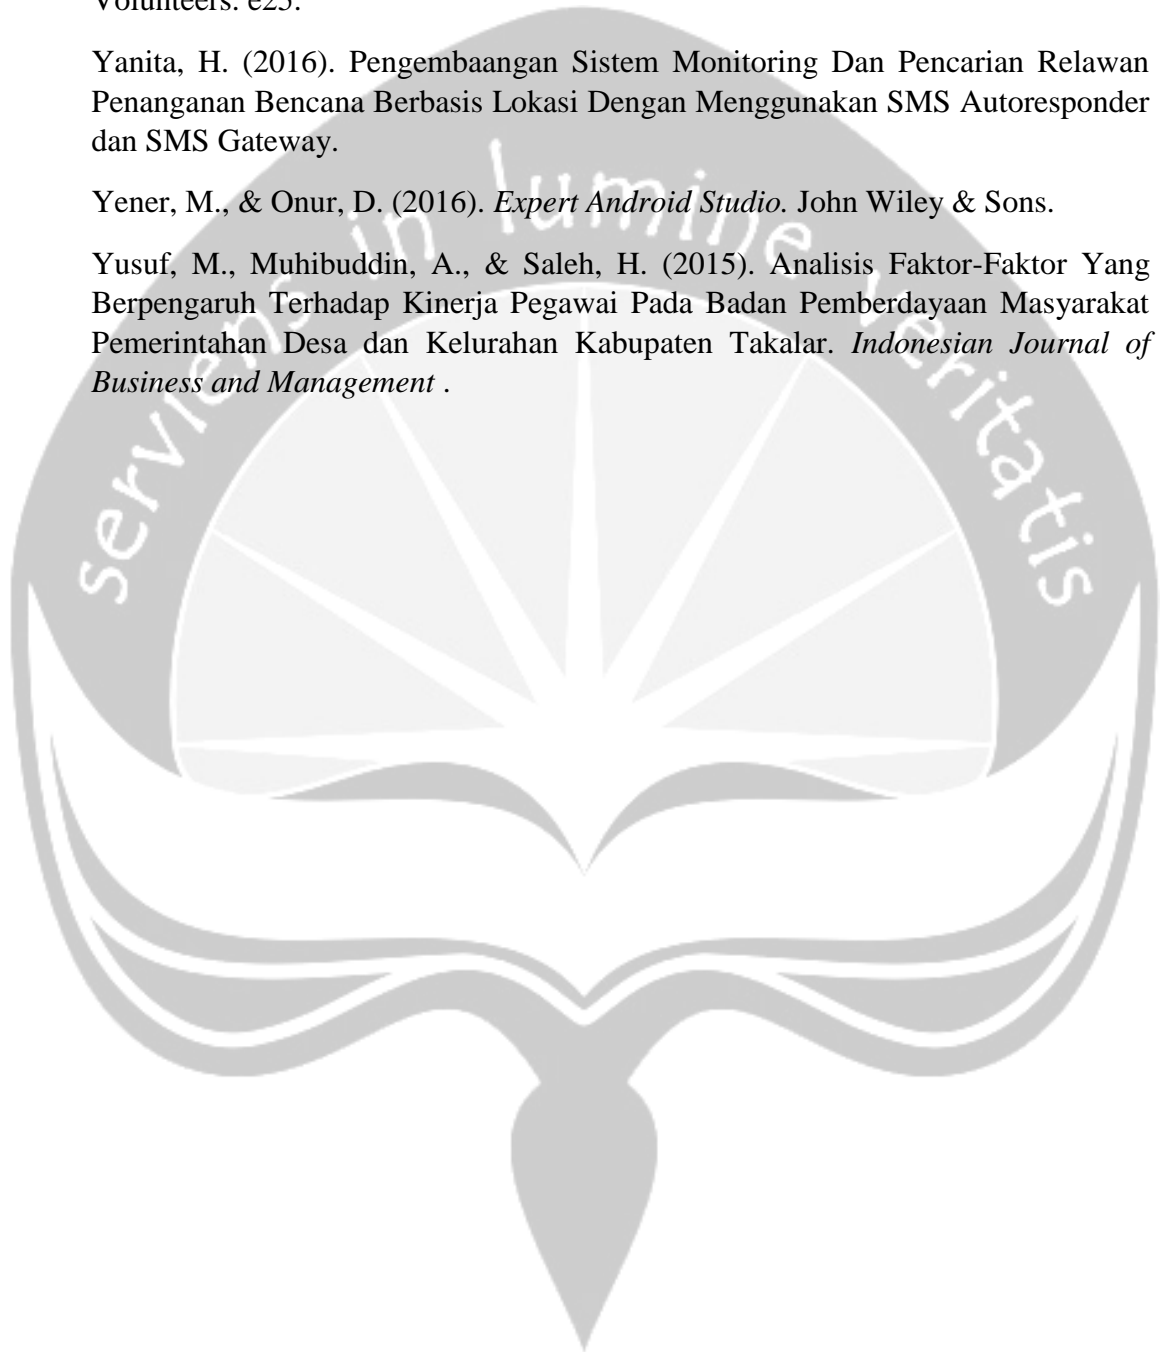 Volunteers. e25.
Yanita, H. (2016). Pengembaangan Sistem Monitoring Dan Pencarian Relawan
Penanganan Bencana Berbasis Lokasi Dengan Menggunakan SMS Autoresponder
dan SMS Gateway.
Yener, M., & Onur, D. (2016). Expert Android Studio. John Wiley & Sons.
Yusuf, M., Muhibuddin, A., & Saleh, H. (2015). Analisis Faktor-Faktor Yang
Berpengaruh Terhadap Kinerja Pegawai Pada Badan Pemberdayaan Masyarakat
Pemerintahan Desa dan Kelurahan Kabupaten Takalar. Indonesian Journal of
Business and Management .
serviens in lumine veritatis